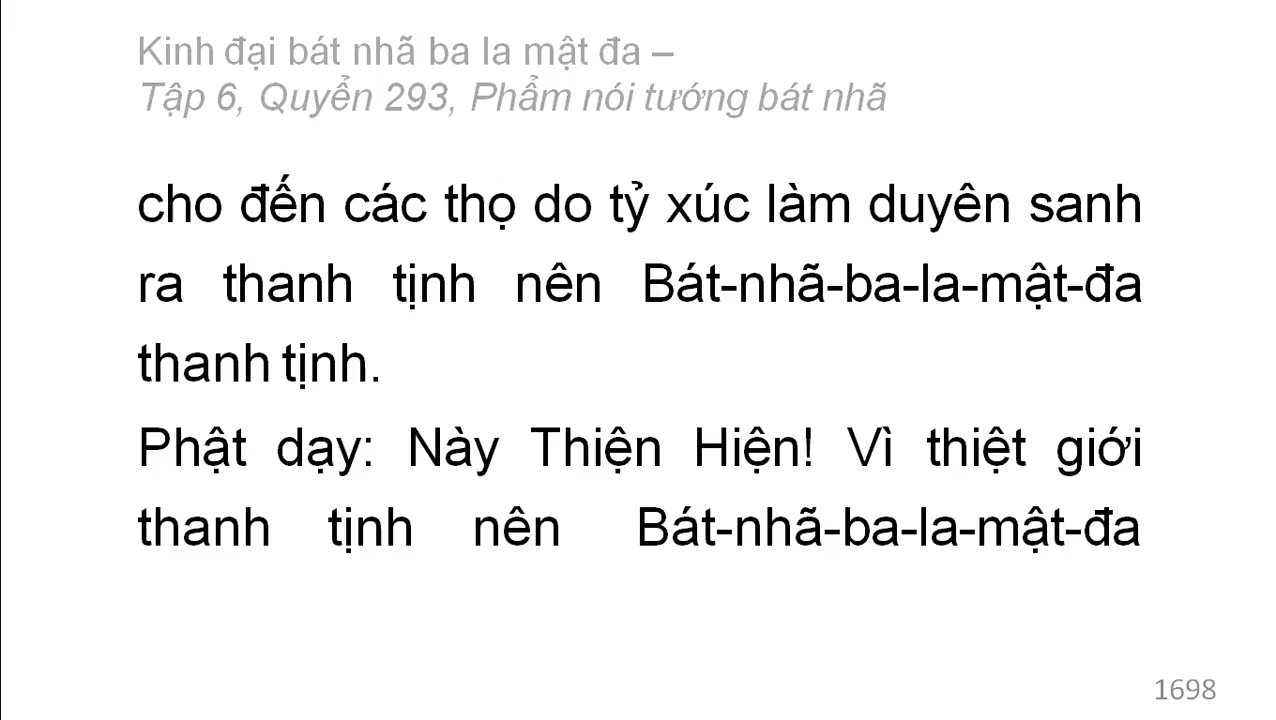 Kinh đại bát nhã ba la mật đa –
Tập 6, Quyển 293, Phẩm nói tướng bát nhã
cho đến các thọ do tỷ xúc làm duyên sanh
ra thanh tịnh nên Bát-nhã-ba-la-mật-đa
thanh tịnh.
Phật dạy: Này Thiện Hiện! Vì thiệt giới
thanh tịnh nên Bát-nhã-ba-la-mật-đa
1698